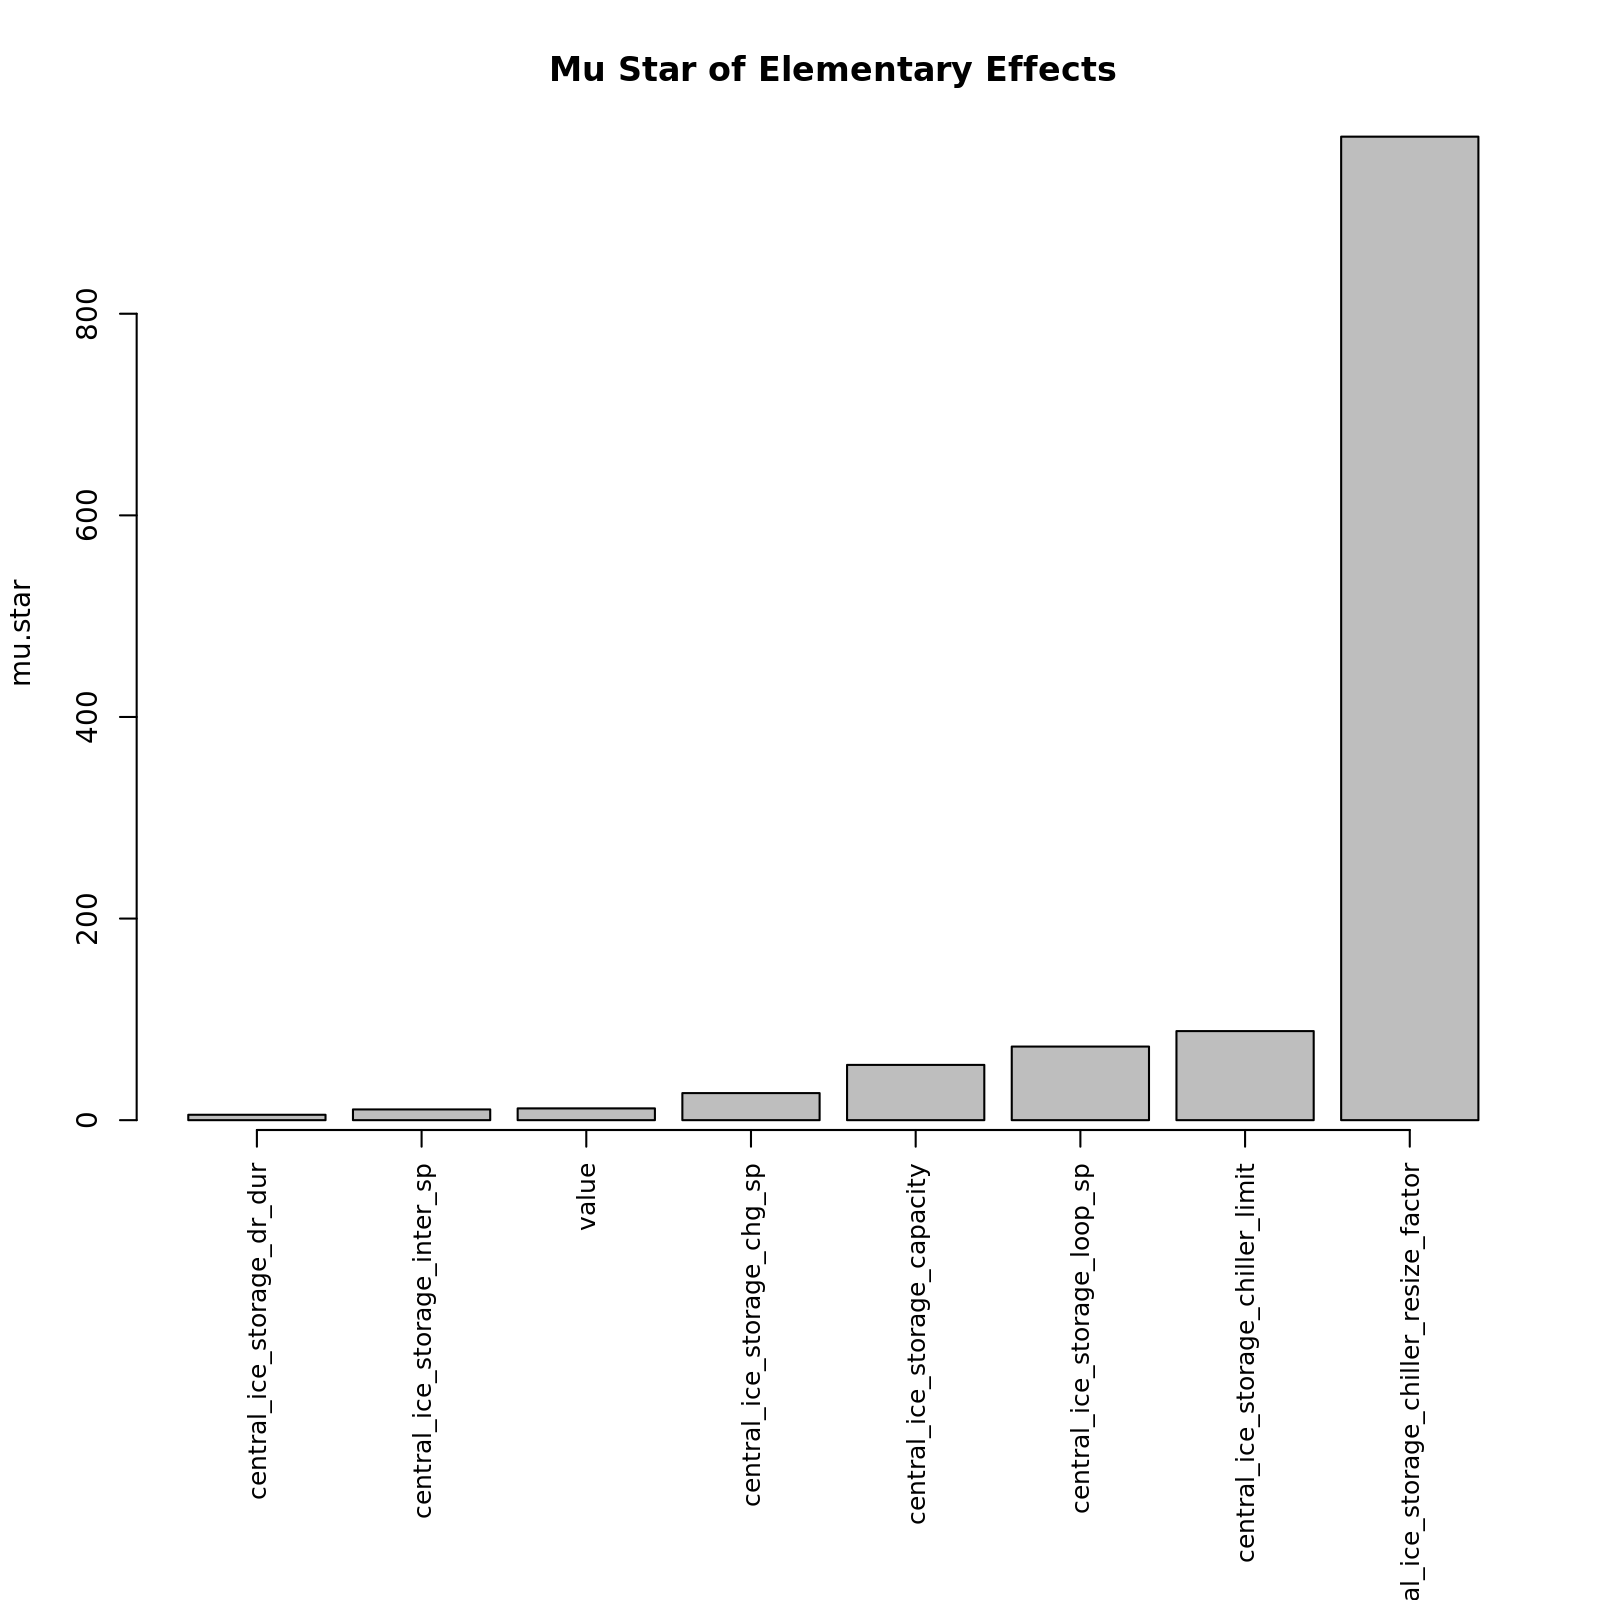 Mu Star of Elementary Effects
mu.star
800
600
400
200
0
central_ice_storage_dr_dur
central_ice_storage_inter_sp
value
central_ice_storage_chg_sp
central_ice_storage_capacity
central_ice_storage_loop_sp
central_ice_storage_chiller_limit
al_ice_storage_chiller_resize_factor